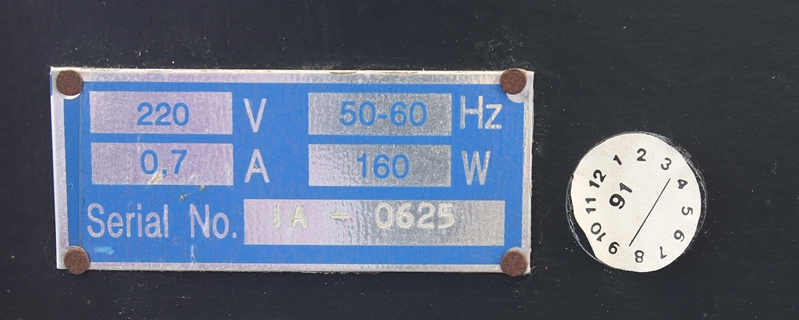 220 V 50-60 Hz
0,7 A 160 W
Serial No. 1A - 0625
1 2 3 4 5 6 7 8 9 10 11 12
91